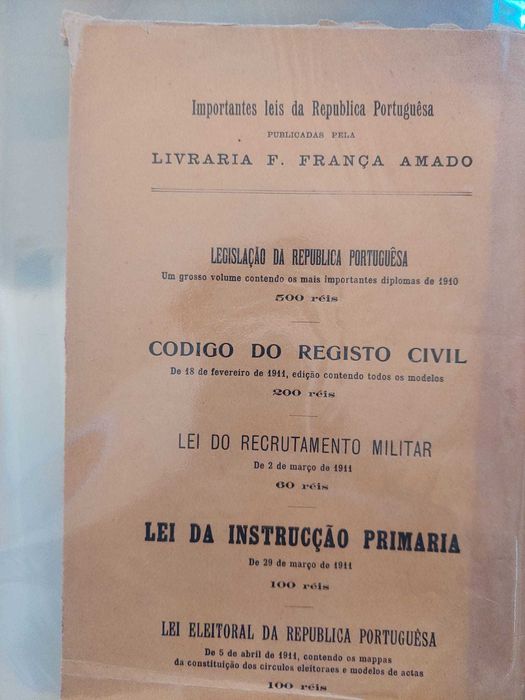 Importantes leis da Republica Portuguêsa
PUBLICADAS PELA
LIVRARIA F. FRANÇA AMADO
LEGISLAÇÃO DA REPUBLICA PORTUGUÊSA
Um grosso volume contendo os mais importantes diplomas de 1910
500 réis
CODIGO DO REGISTO CIVIL
De 18 de fevereiro de 1911, edição contendo todos os modelos
200 réis
LEI DO RECRUTAMENTO MILITAR
De 2 de março de 1911
60 réis
LEI DA INSTRUCÇÃO PRIMARIA
De 29 de março de 1911
100 réis
LEI ELEITORAL DA REPUBLICA PORTUGUÊSA
De 5 de abril de 1911, contendo os mappas
da constituição dos circulos eleitoraes e modelos de actas
100 réis